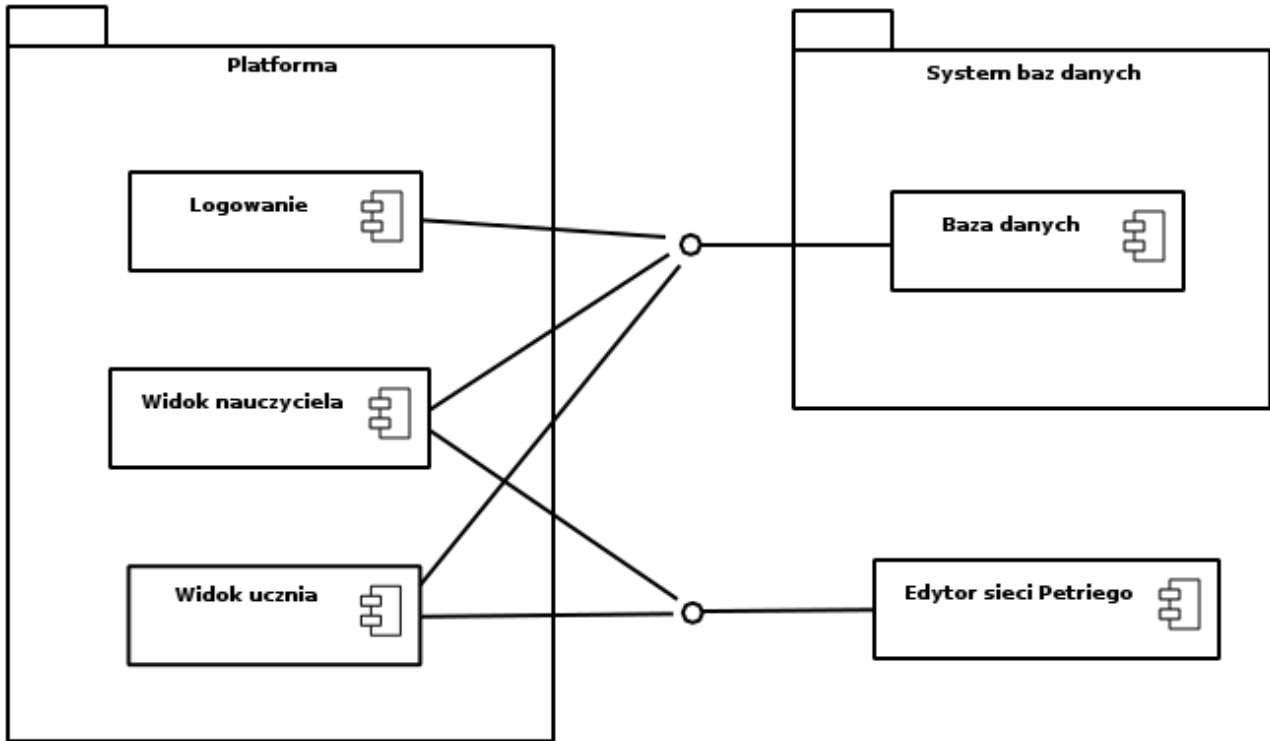 Platforma
System baz danych
Logowanie
Baza danych
Widok nauczyciela
Widok ucznia
Edytor sieci Petriego